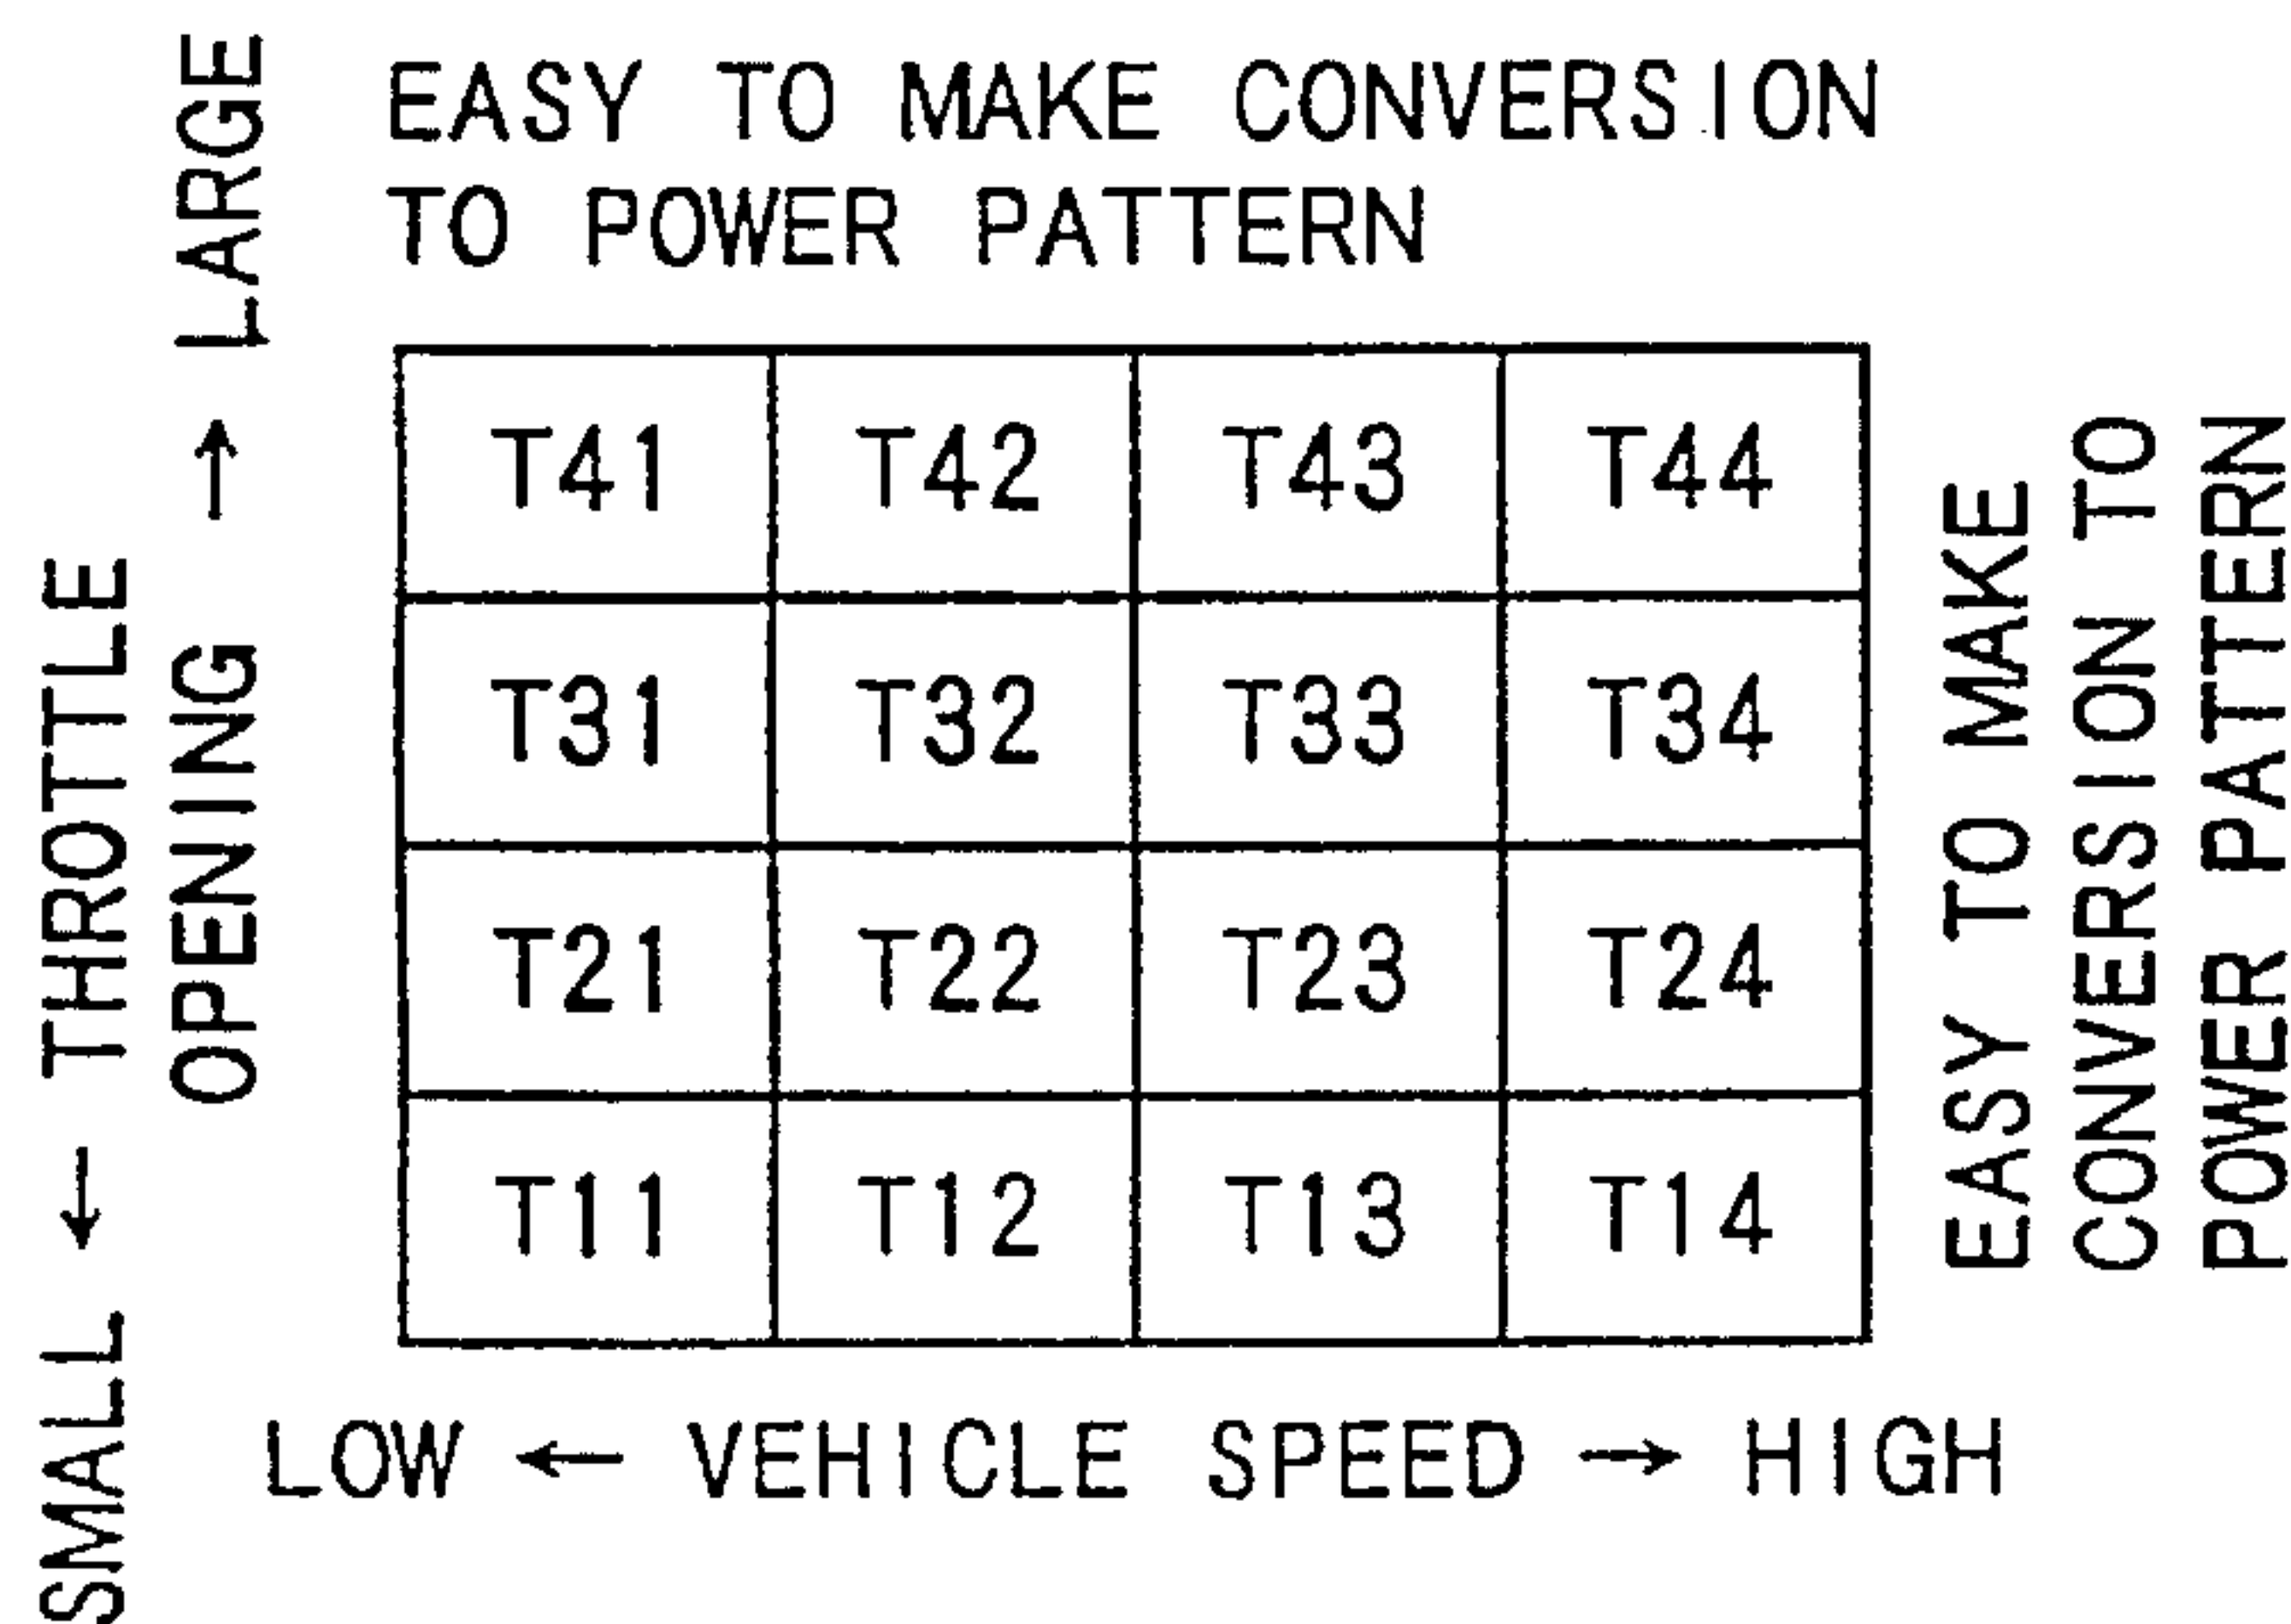 EASY TO MAKE CONVERSION
TO POWER PATTERN
SMALL ← THROTTLE
OPENING → LARGE
T41 T42 T43 T44
T31 T32 T33 T34
T21 T22 T23 T24
T11 T12 T13 T14
EASY TO MAKE
CONVERSION TO
POWER PATTERN
LOW ← VEHICLE SPEED → HIGH